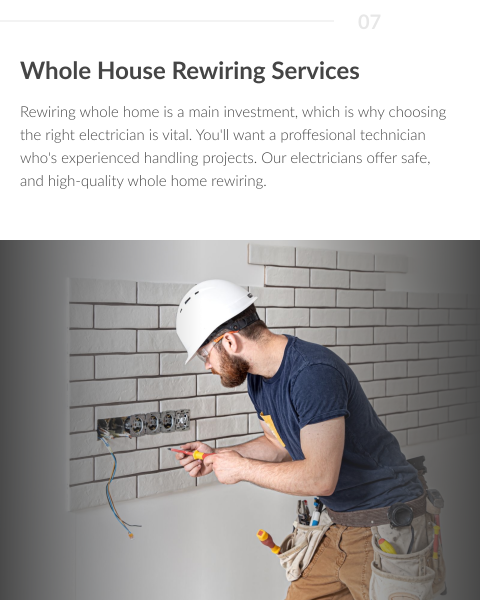 07
Whole House Rewiring Services
Rewiring whole home is a main investment, which is why choosing
the right electrician is vital. You'll want a proffesional technician
who's experienced handling projects. Our electricians offer safe,
and high-quality whole home rewiring.